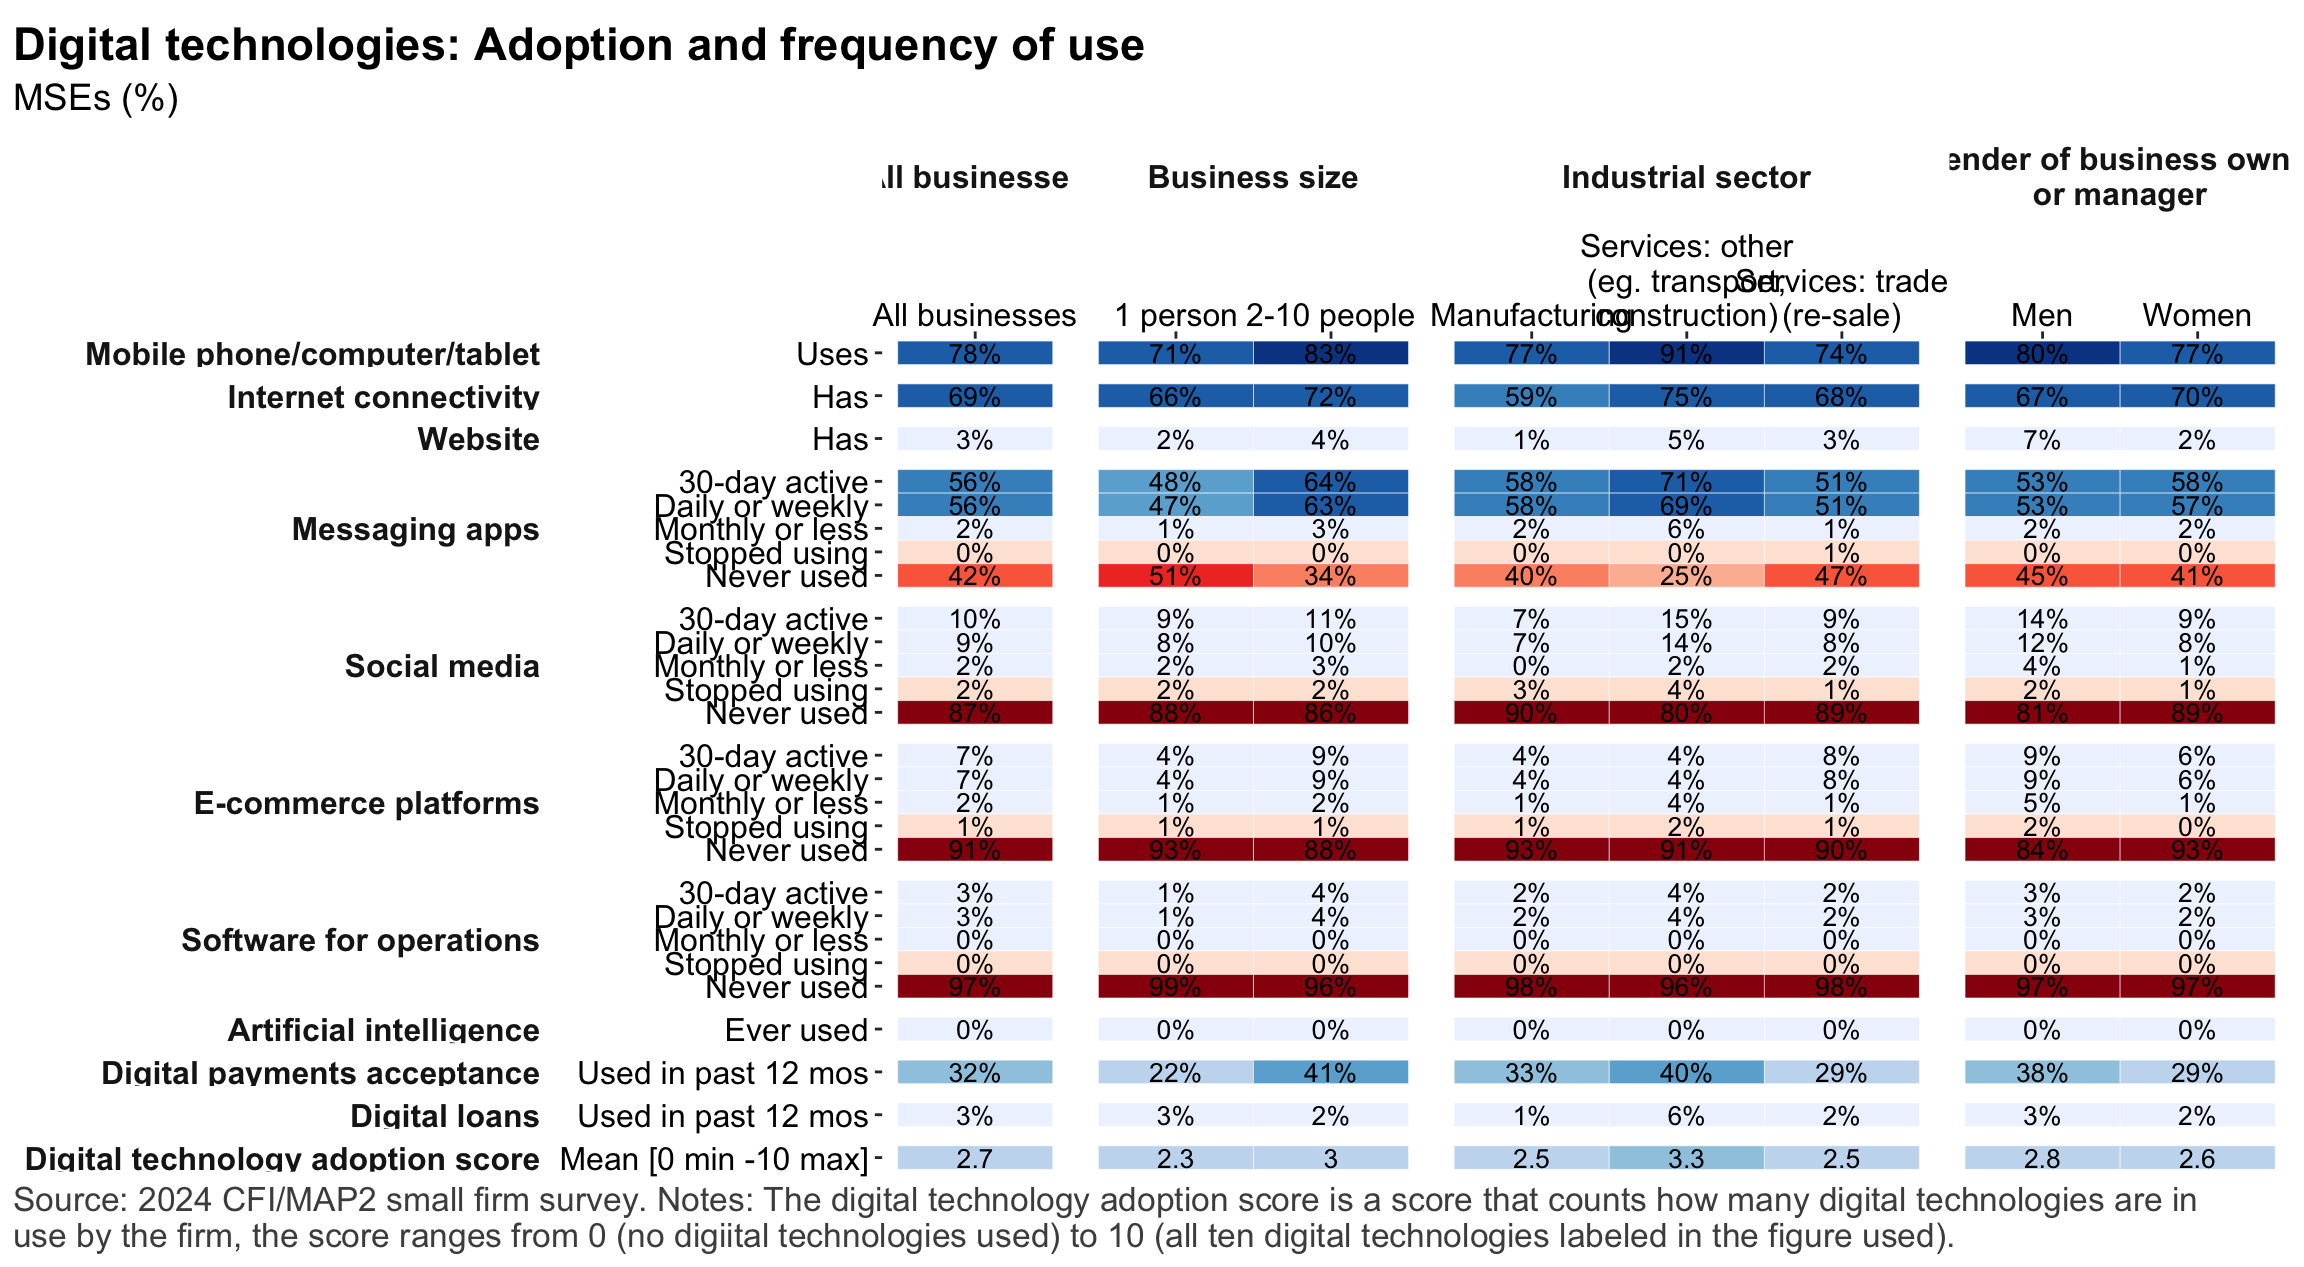 Digital technologies: Adoption and frequency of use
MSEs (%)
ll businesse Business size Industrial sector ender of business own
or manager
Services: other
(eg. transport, Services: trade
All businesses 1 person 2-10 people Manufacturing construction) (re-sale) Men Women
Mobile phone/computer/tablet Uses 78% 71% 83% 77% 91% 74% 80% 77%
Internet connectivity Has 69% 66% 72% 59% 75% 68% 67% 70%
Website Has 3% 2% 4% 1% 5% 3% 7% 2%
30-day active 56% 48% 64% 58% 71% 51% 53% 58%
Daily or weekly 56% 47% 63% 58% 69% 51% 53% 57%
Messaging apps Monthly or less 2% 1% 3% 2% 6% 1% 2% 2%
Stopped using 0% 0% 0% 0% 0% 1% 0% 0%
Never used 42% 51% 34% 40% 25% 47% 45% 41%
30-day active 10% 9% 11% 7% 15% 9% 14% 9%
Daily or weekly 9% 8% 10% 7% 14% 8% 12% 8%
Social media Monthly or less 2% 2% 3% 0% 2% 2% 4% 1%
Stopped using 2% 2% 2% 3% 4% 1% 2% 1%
Never used 87% 88% 86% 90% 80% 89% 81% 89%
30-day active 7% 4% 9% 4% 4% 8% 9% 6%
Daily or weekly 7% 4% 9% 4% 4% 8% 9% 6%
E-commerce platforms Monthly or less 2% 1% 2% 1% 4% 1% 5% 1%
Stopped using 1% 1% 1% 1% 2% 1% 2% 0%
Never used 91% 93% 88% 93% 91% 90% 84% 93%
30-day active 3% 1% 4% 2% 4% 2% 3% 2%
Daily or weekly 3% 1% 4% 2% 4% 2% 3% 2%
Software for operations Monthly or less 0% 0% 0% 0% 0% 0% 0% 0%
Stopped using 0% 0% 0% 0% 0% 0% 0% 0%
Never used 97% 99% 96% 98% 96% 98% 97% 97%
Artificial intelligence Ever used 0% 0% 0% 0% 0% 0% 0% 0%
Digital payments acceptance Used in past 12 mos 32% 22% 41% 33% 40% 29% 38% 29%
Digital loans Used in past 12 mos 3% 3% 2% 1% 6% 2% 3% 2%
Digital technology adoption score Mean [0 min -10 max] 2.7 2.3 3 2.5 3.3 2.5 2.8 2.6
Source: 2024 CFI/MAP2 small firm survey. Notes: The digital technology adoption score is a score that counts how many digital technologies are in
use by the firm, the score ranges from 0 (no digiital technologies used) to 10 (all ten digital technologies labeled in the figure used).